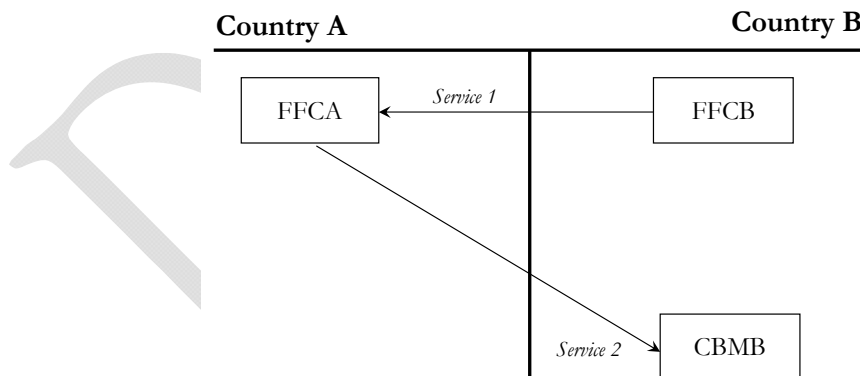 Country A
Country B
FFCA
Service 1
FFCB
Service 2
CBMB